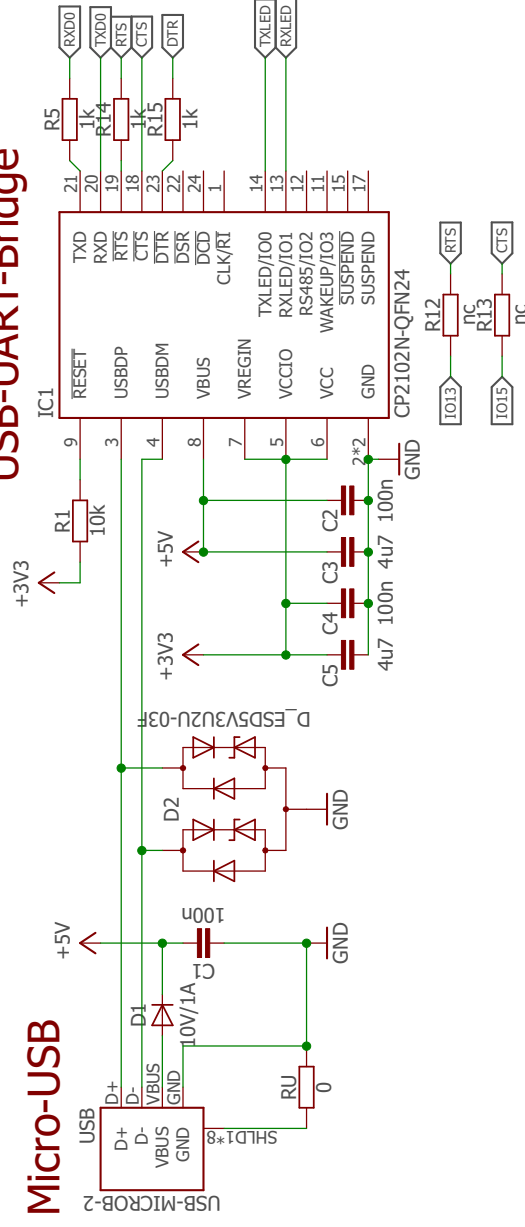 Micro-USB
USB-UART-Bridge
USB
USB-MICROB-2
D+
D-
VBUS
GND
D+
D-
VBUS
GND
SHLD1*8
RU
0
D1
10V/1A
+5V
C1
100n
GND
D2
D_ESD5V3U2U-03F
GND
+3V3
R1
10k
+5V
+3V3
C5
4u7
C4
100n
C3
4u7
C2
100n
GND
IC1
CP2102N-QFN24
9
3
4
8
7
5
6
2*2
RESET
USBDP
USBDM
VBUS
VREGIN
VCCIO
VCC
GND
TXD
RXD
RTS
CTS
DTR
DSR
DCD
CLK/RI
TXLED/IO0
RXLED/IO1
RS485/IO2
WAKEUP/IO3
SUSPEND
SUSPEND
21
20
19
18
23
22
24
1
14
13
12
11
15
17
R5
1k
R14
1k
R15
1k
RXD0
TXD0
RTS
CTS
DTR
TXLED
RXLED
IO13
R12
nc
RTS
IO15
R13
nc
CTS